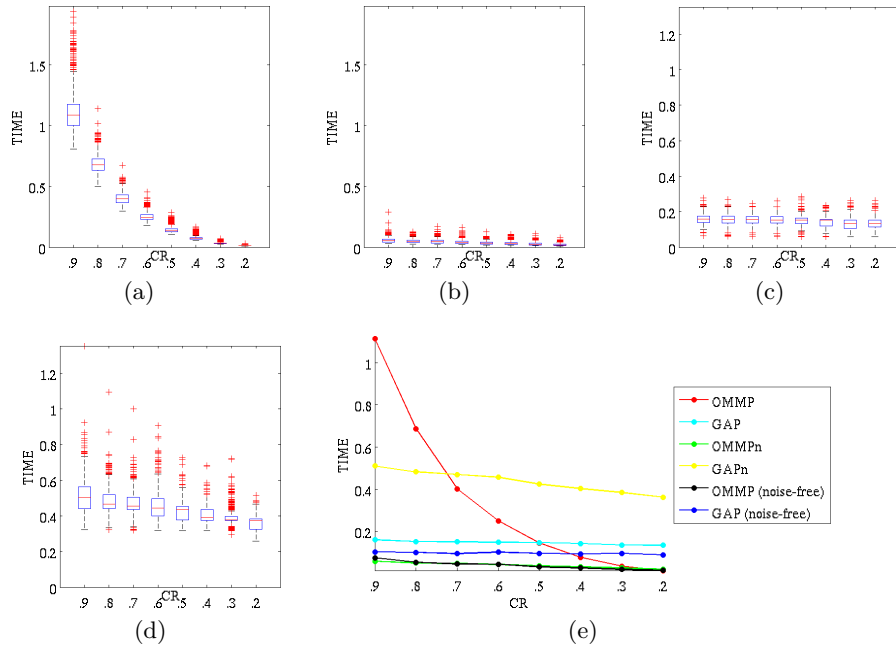 1.5
1
0.5
0
TIME
.9 .8 .7 .6 .5 .4 .3 .2
CR
(a)
1.5
1
0.5
0
TIME
.9 .8 .7 .6 .5 .4 .3 .2
CR
(b)
1.2
1
0.8
0.6
0.4
0.2
0
TIME
.9 .8 .7 .6 .5 .4 .3 .2
CR
(c)
1.2
1
0.8
0.6
0.4
0.2
0
TIME
.9 .8 .7 .6 .5 .4 .3 .2
CR
(d)
1
0.8
0.6
0.4
0.2
TIME
.9 .8 .7 .6 .5 .4 .3 .2
CR
OMMP
GAP
OMMPn
GAPn
OMMP (noise-free)
GAP (noise-free)
(e)